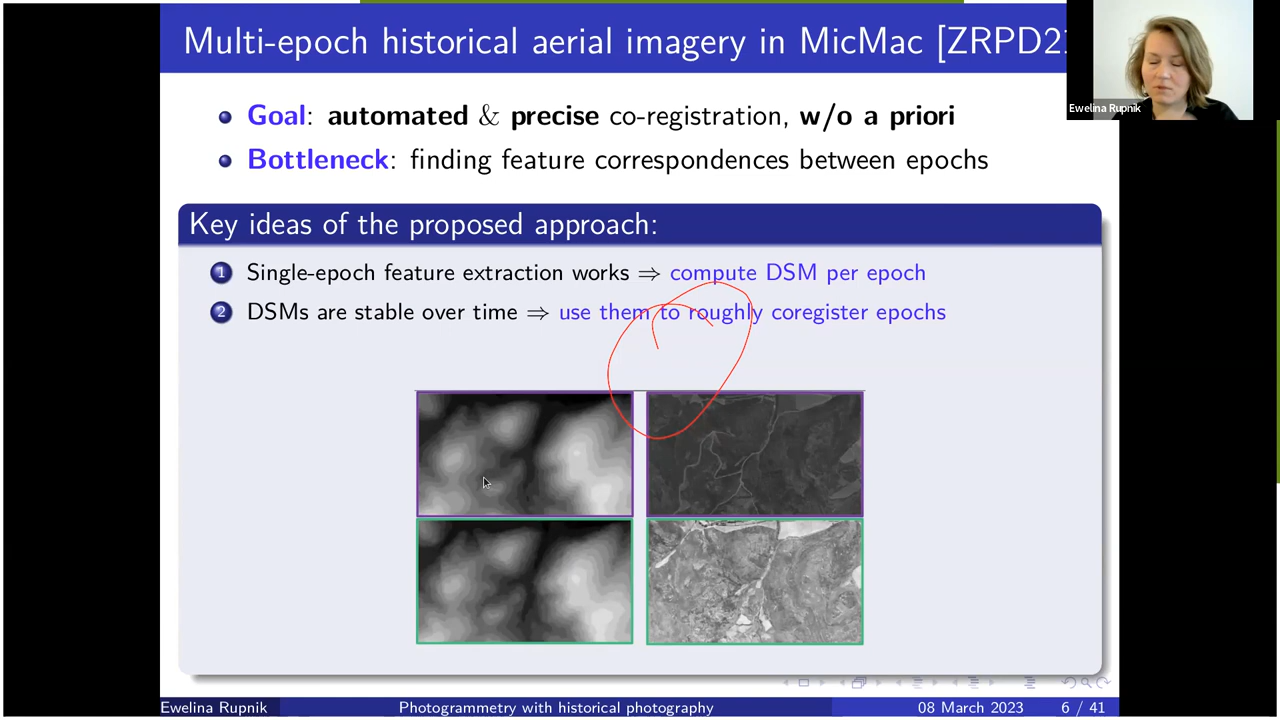 Multi-epoch historical aerial imagery in MicMac [ZRPD21
Ewelina Rupnik
• Goal: automated & precise co-registration, w/o a priori
• Bottleneck: finding feature correspondences between epochs
Key ideas of the proposed approach:
1 Single-epoch feature extraction works ⇒ compute DSM per epoch
2 DSMs are stable over time ⇒ use them to roughly coregister epochs
Ewelina Rupnik Photogrammetry with historical photography 08 March 2023 6 / 41